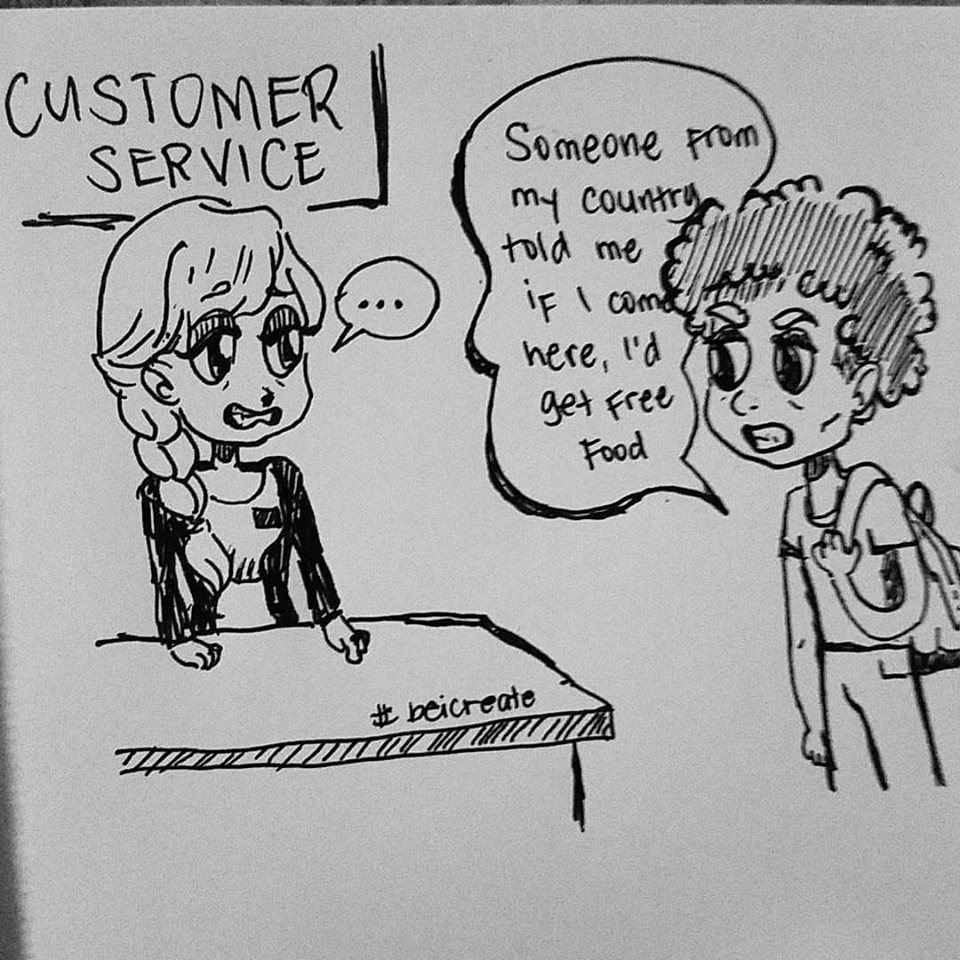 CUSTOMER
SERVICE
...
Someone From
my country
told me
if I come
here, I'd
get Free
Food
# beicreate